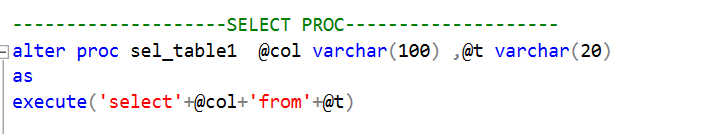 -------------------SELECT PROC-------------------
alter proc sel_table1  @col varchar(100) ,@t varchar(20)
as
execute('select'+@col+'from'+@t)